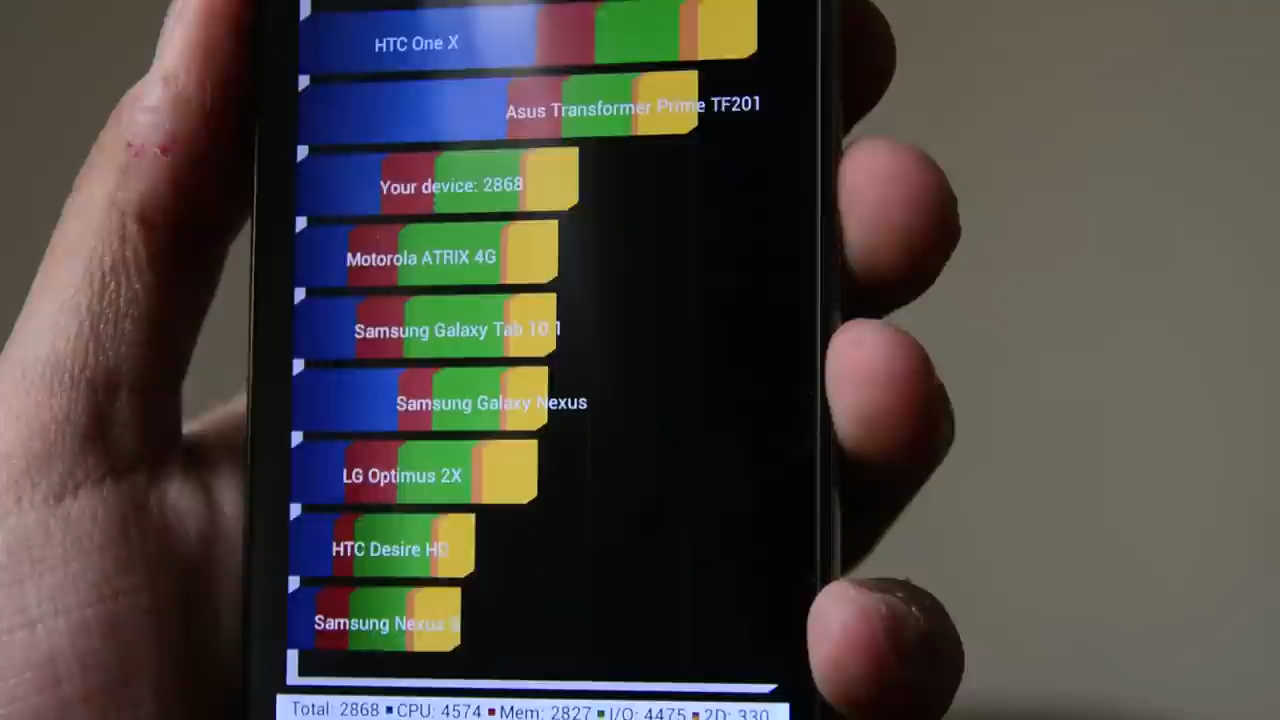 HTC One X
Asus Transformer Prime TF201
Your device: 2868
Motorola ATRIX 4G
Samsung Galaxy Tab 10.1
Samsung Galaxy Nexus
LG Optimus 2X
HTC Desire HD
Samsung Nexus S
Total: 2868 CPU: 4574 Mem: 2827 I/O: 4475 2D: 330